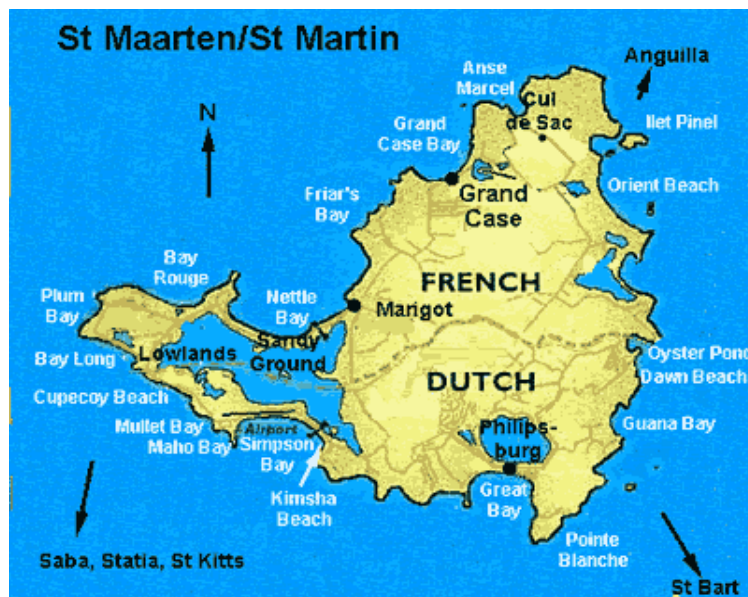 St Maarten/St Martin
Anguilla
Anse
Marcel
Cul
de Sac
N
Grand
Case Bay
Ilet Pinel
Orient Beach
Friar's
Bay
Grand
Case
Bay
Rouge
FRENCH
Plum
Bay
Nettle
Bay
Marigot
Sandy
Ground
Bay Long
Lowlands
Oyster Pond
Dawn Beach
DUTCH
Cupecoy Beach
Mullet Bay
Maho Bay
Airport
Simpson
Bay
Philips-
burg
Guana Bay
Kimsha
Beach
Great
Bay
Pointe
Blanche
Saba, Statia, St Kitts
St Bart